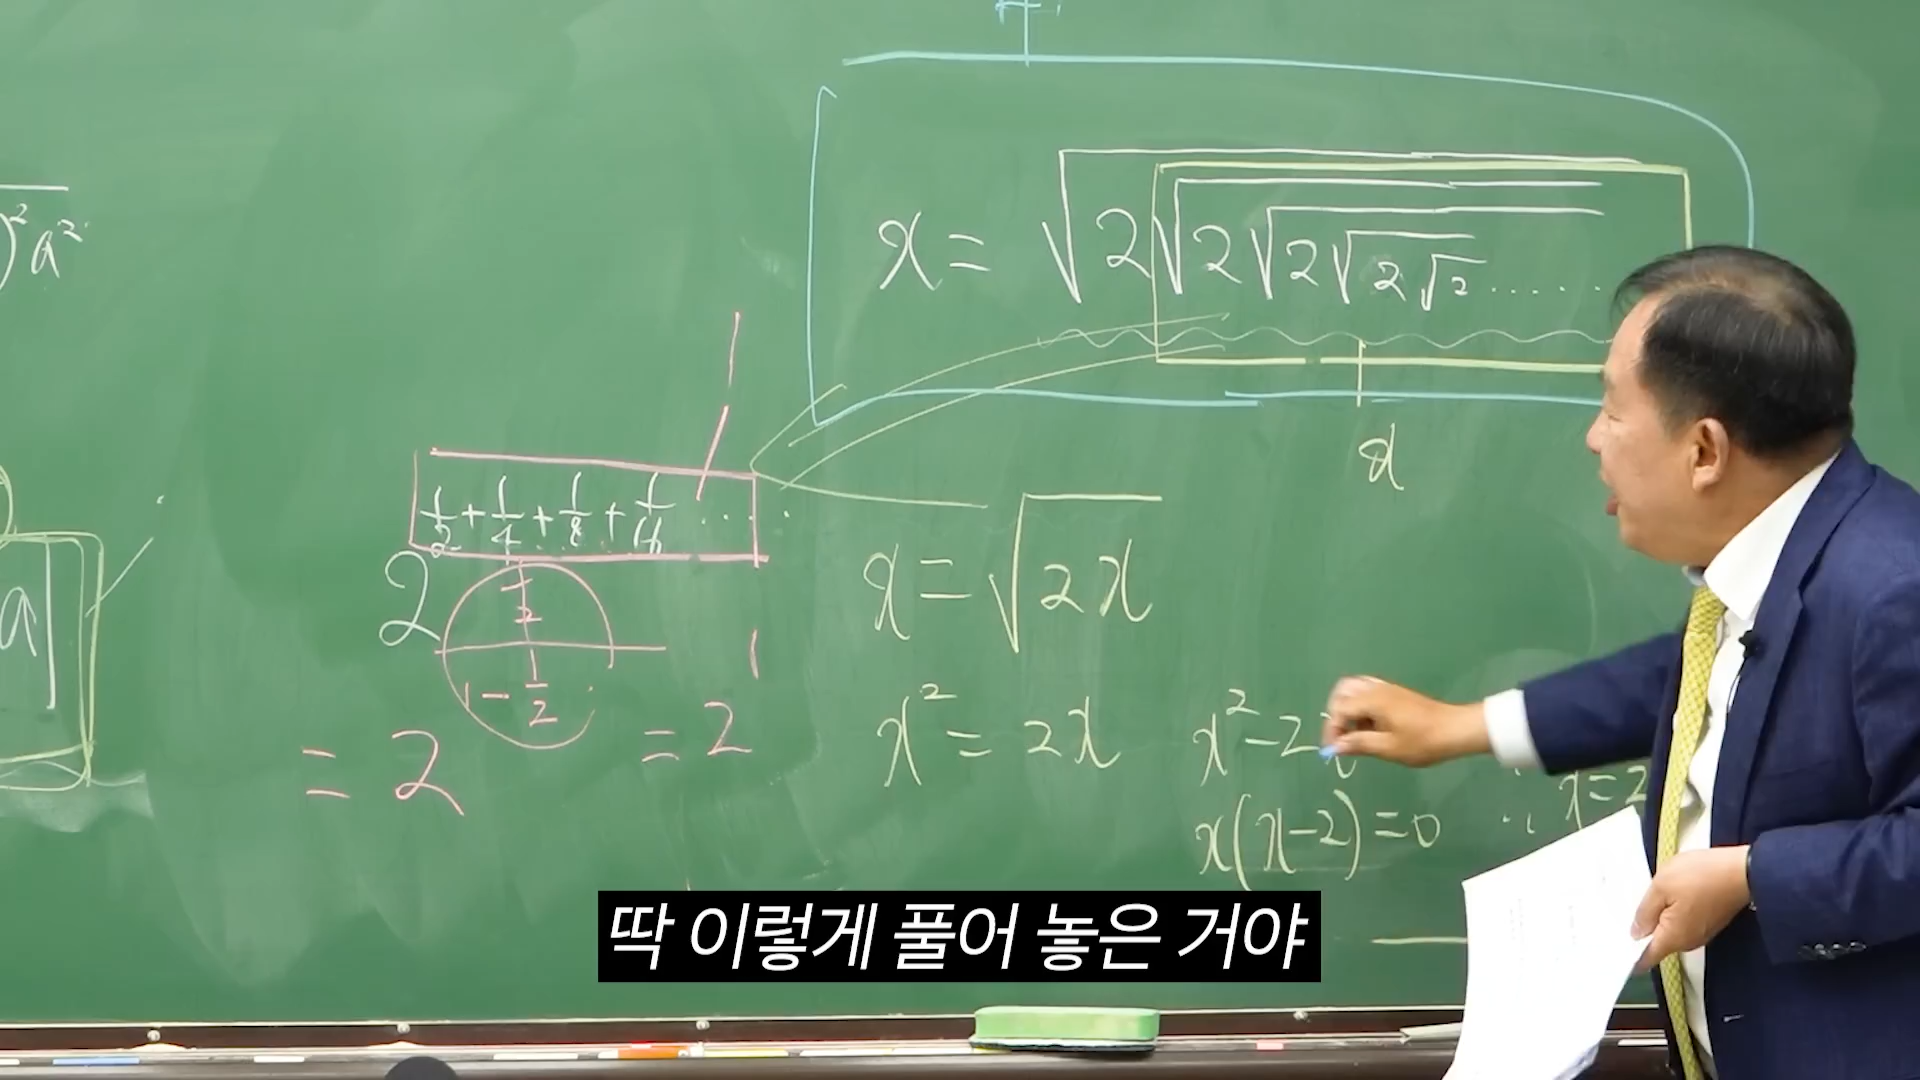 )²a²
x = √2√2√2√2√2.....
x
1/2 + 1/4 + 1/8 + 1/16 ....
2
1/2
1 - 1/2
= 2
1
= 2
a
x = √2x
x² = 2x
x² - 2x
x(x-2) = 0
∴ x = 2
딱 이렇게 풀어 놓은 거야